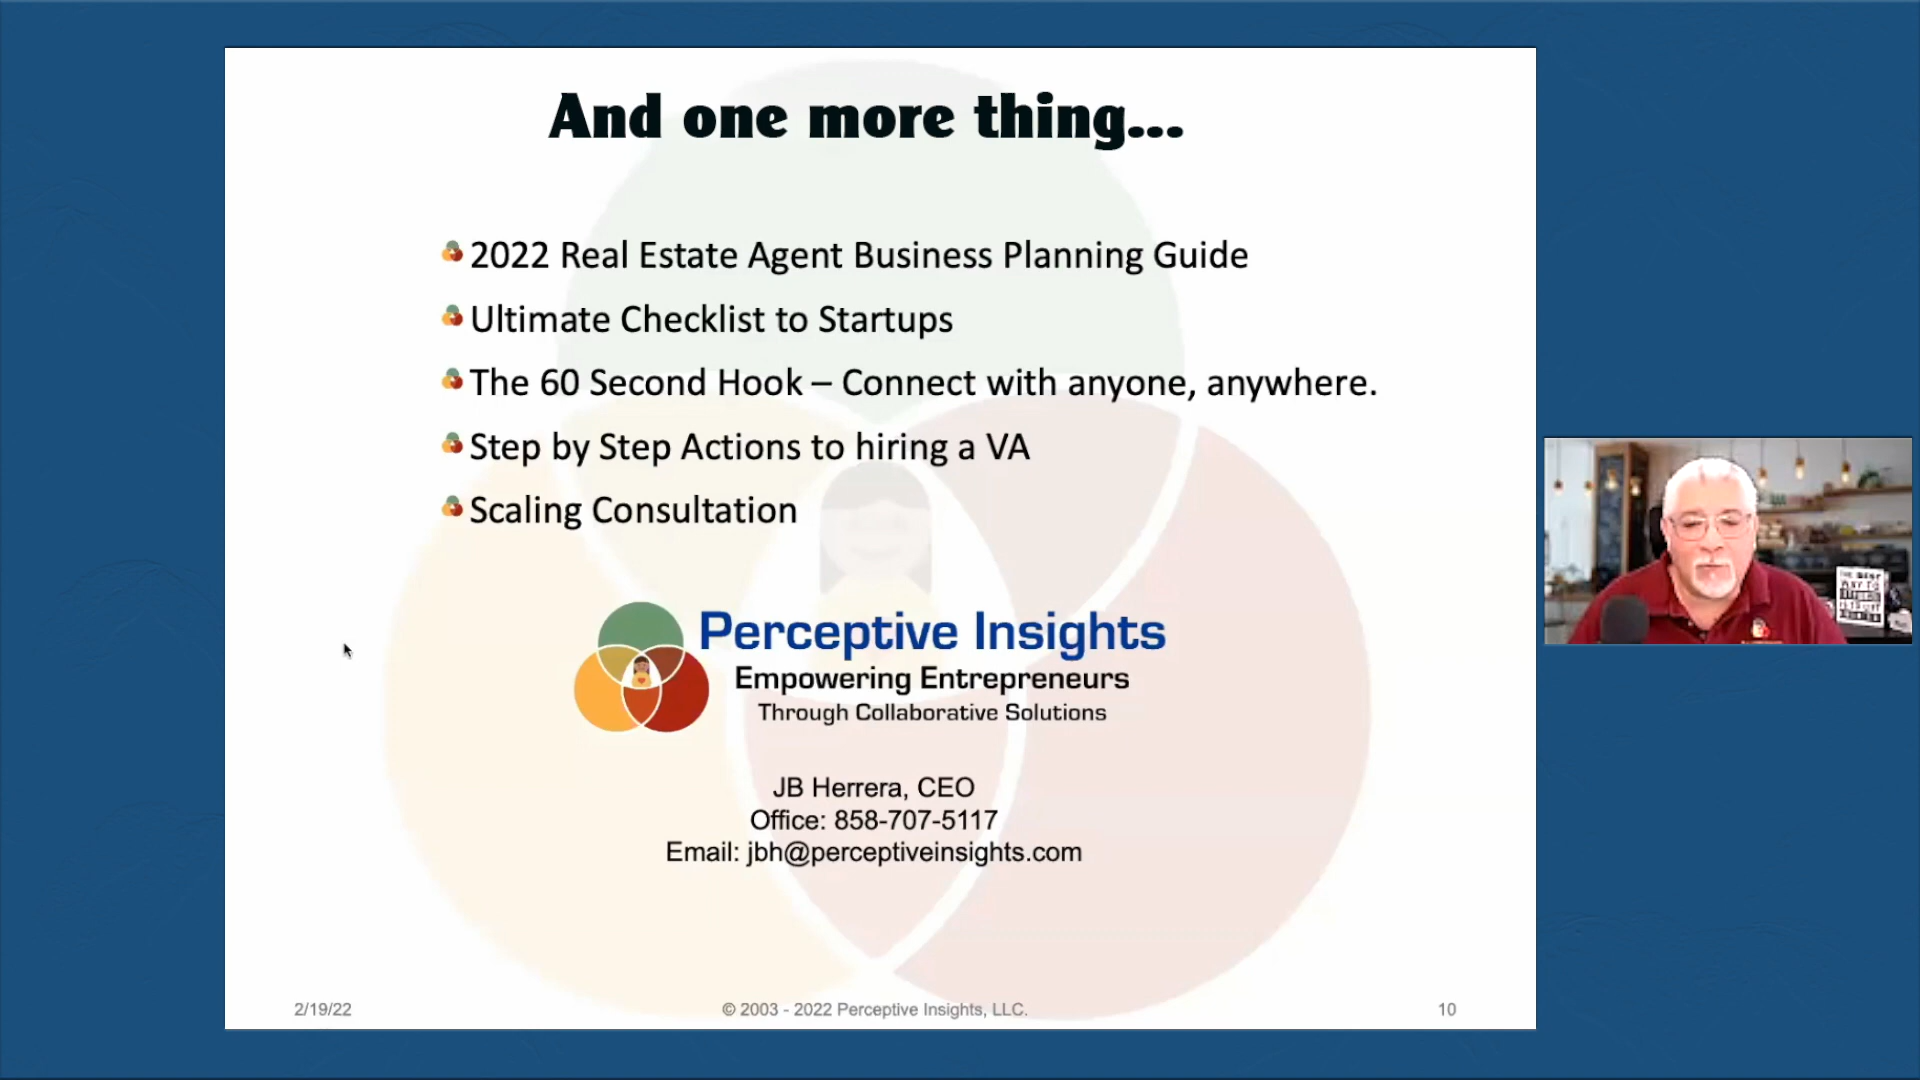 And one more thing...
2022 Real Estate Agent Business Planning Guide
Ultimate Checklist to Startups
The 60 Second Hook – Connect with anyone, anywhere.
Step by Step Actions to hiring a VA
Scaling Consultation
Perceptive Insights
Empowering Entrepreneurs
Through Collaborative Solutions
JB Herrera, CEO
Office: 858-707-5117
Email: jbh@perceptiveinsights.com
2/19/22
© 2003 - 2022 Perceptive Insights, LLC.
10